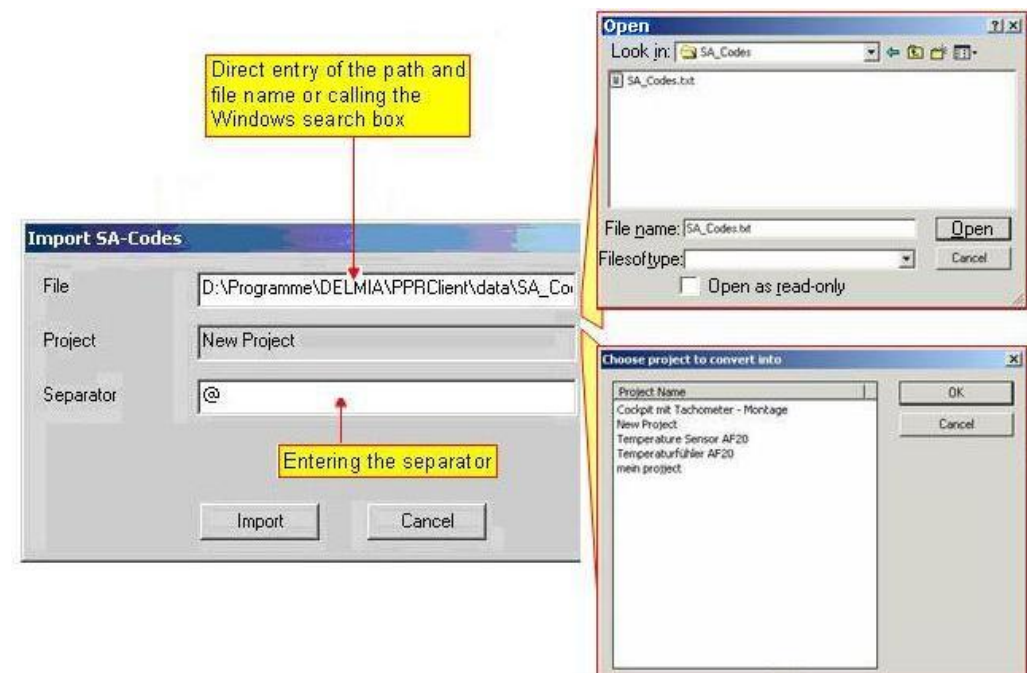 Direct entry of the path and
file name or calling the
Windows search box
Import SA-Codes
File
D:\Programme\DELMIA\PPRClient\data\SA_Co
Project
New Project
Separator
@
Entering the separator
Import Cancel
Open
Look in: SA_Codes
SA_Codes.txt
File name: SA_Codes.txt
Open
Filesoftype:
Cancel
Open as read-only
Choose project to convert into
Project Name
Cockpit mit Tachometer - Montage
New Project
Temperature Sensor AF20
Temperaturfühler AF20
mein project
OK
Cancel